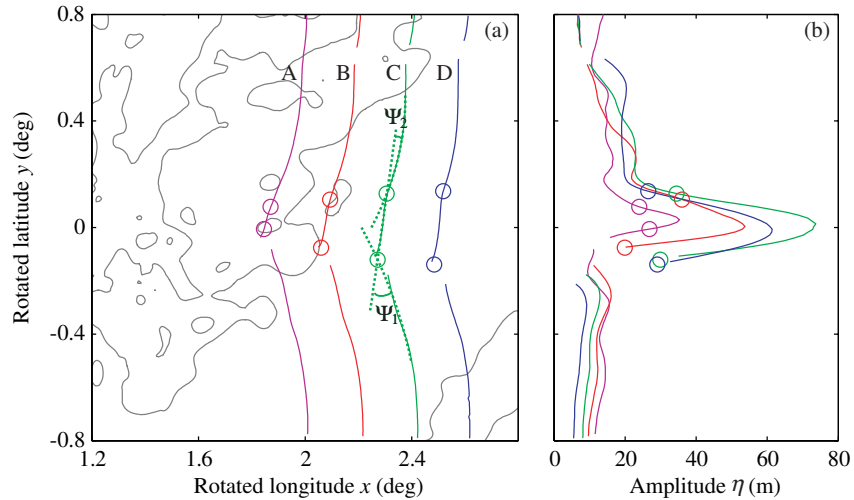 (a)
(b)
A B C D
Ψ2
Ψ1
0.8
0.4
0
-0.4
-0.8
Rotated latitude y (deg)
1.2 1.6 2 2.4
Rotated longitude x (deg)
0 20 40 60 80
Amplitude η (m)